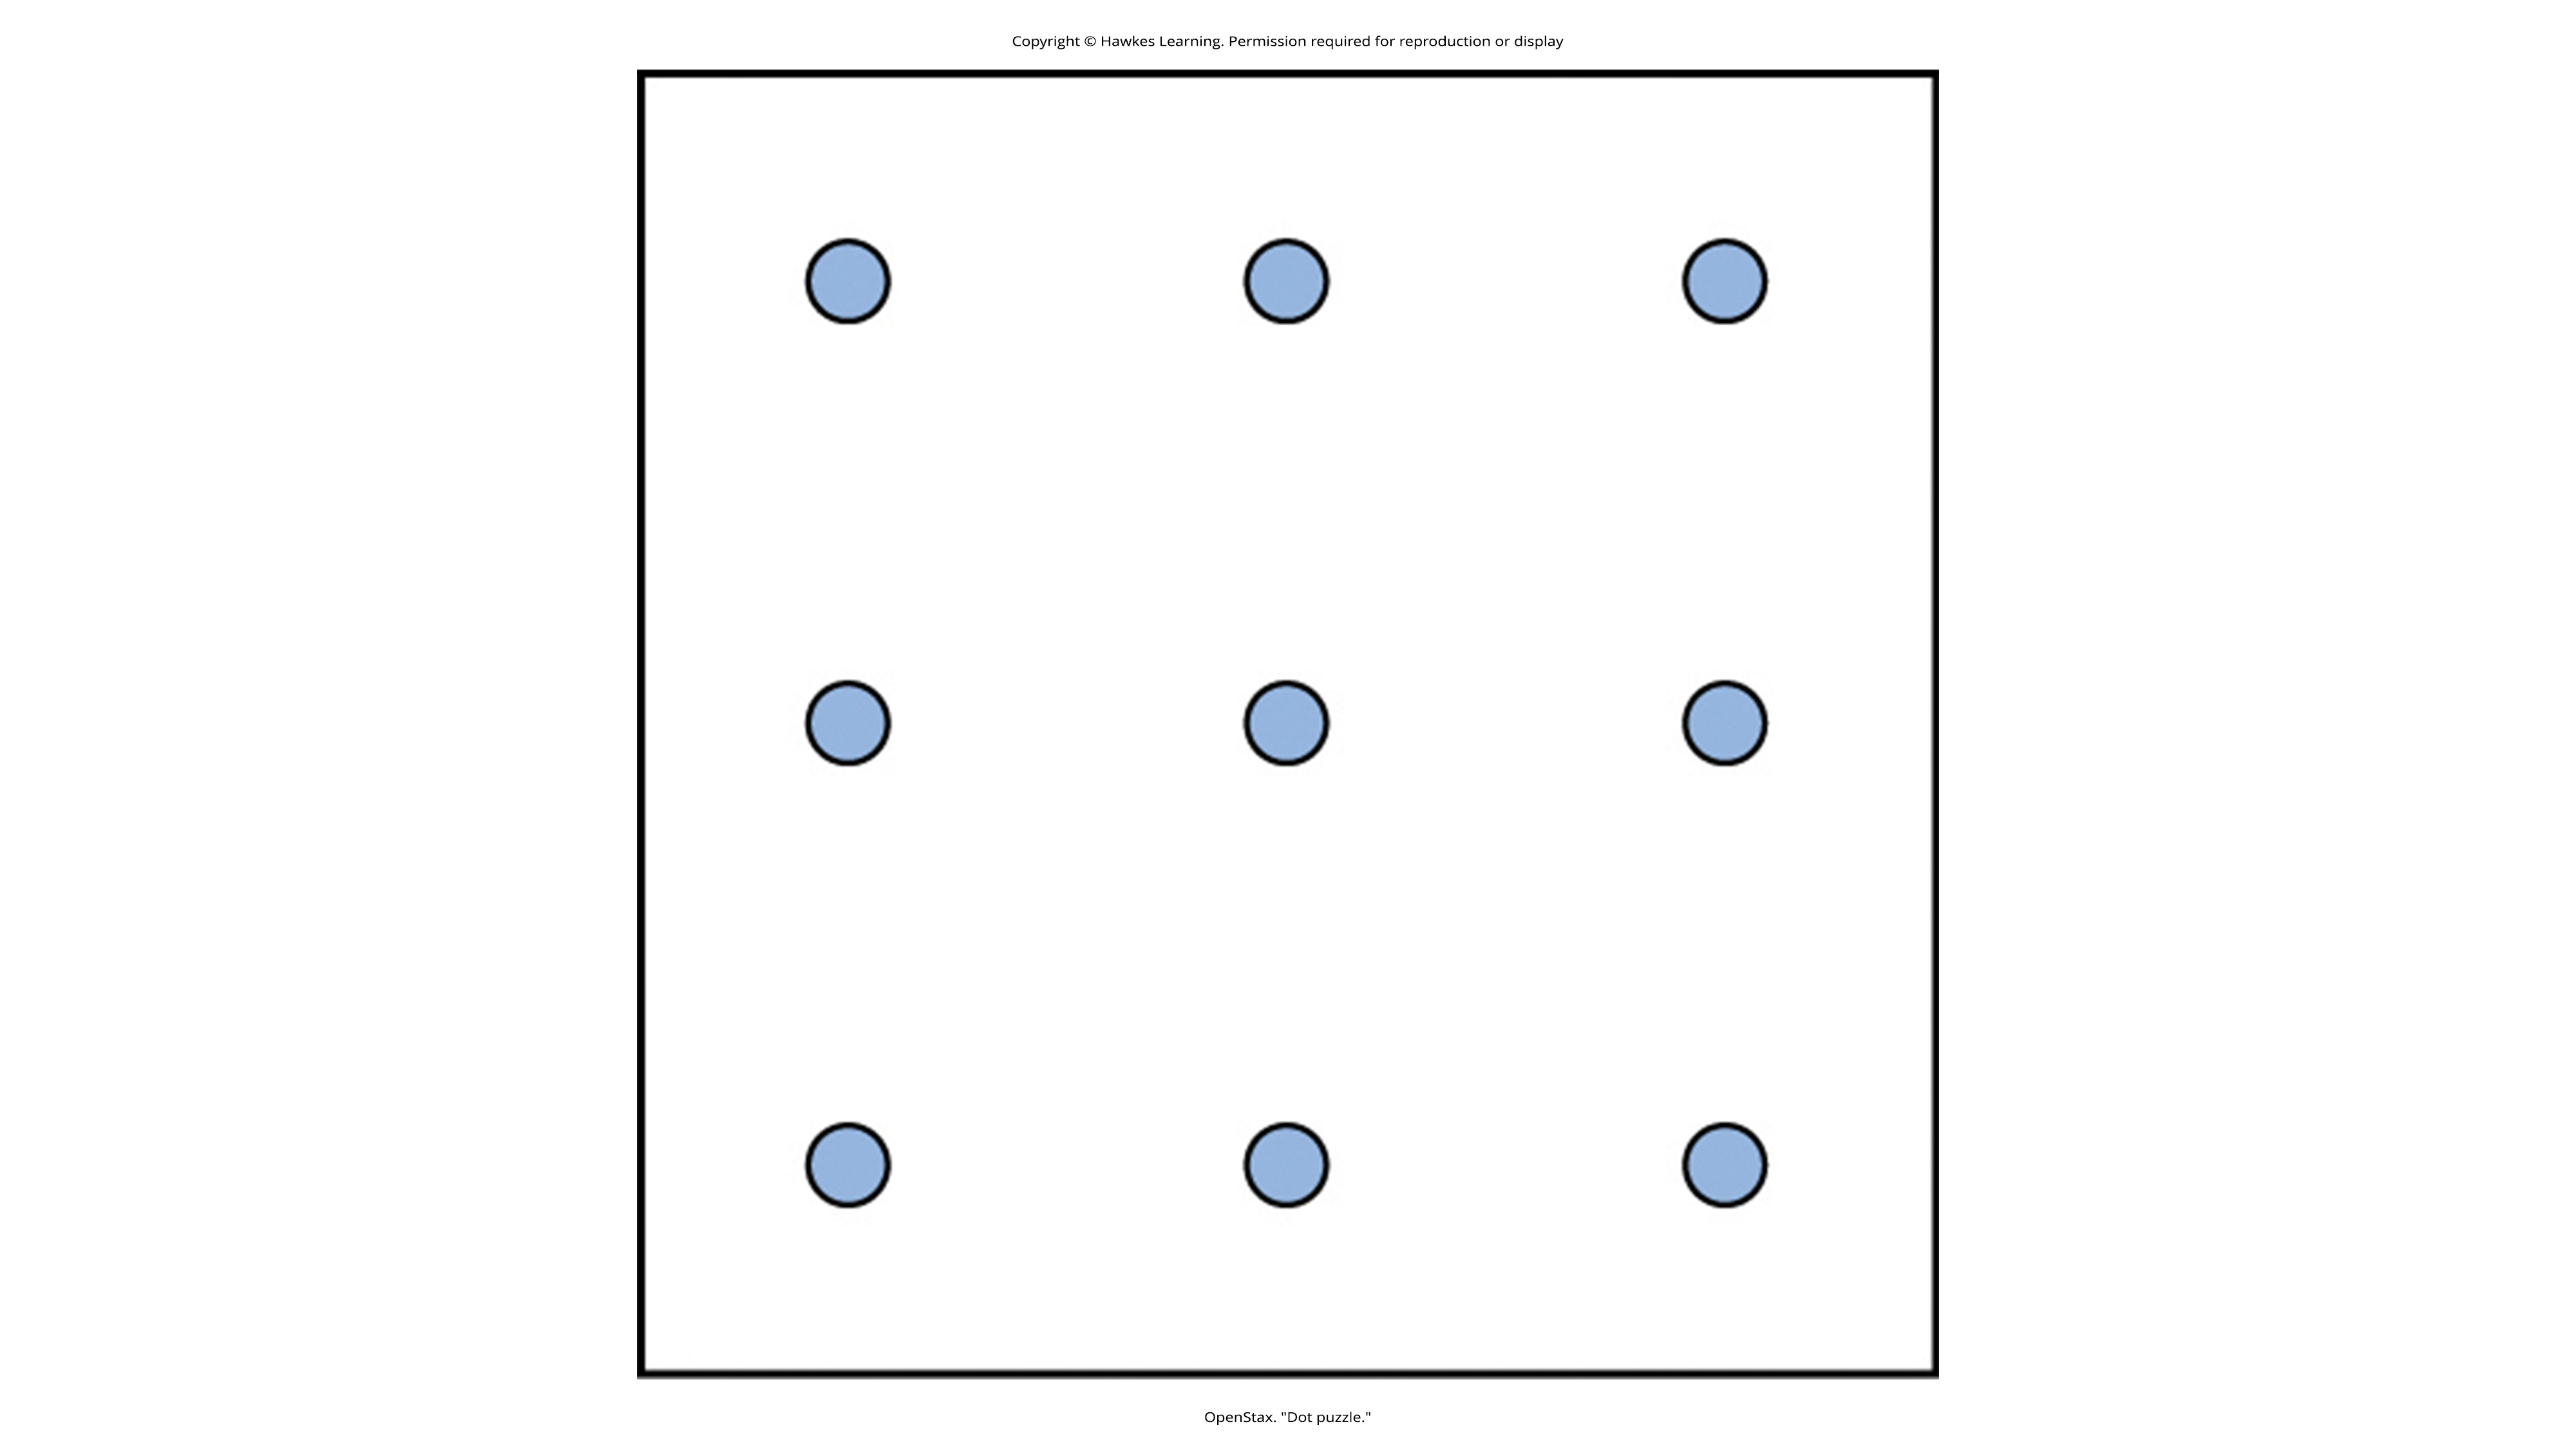 Copyright © Hawkes Learning. Permission required for reproduction or display
OpenStax. "Dot puzzle."